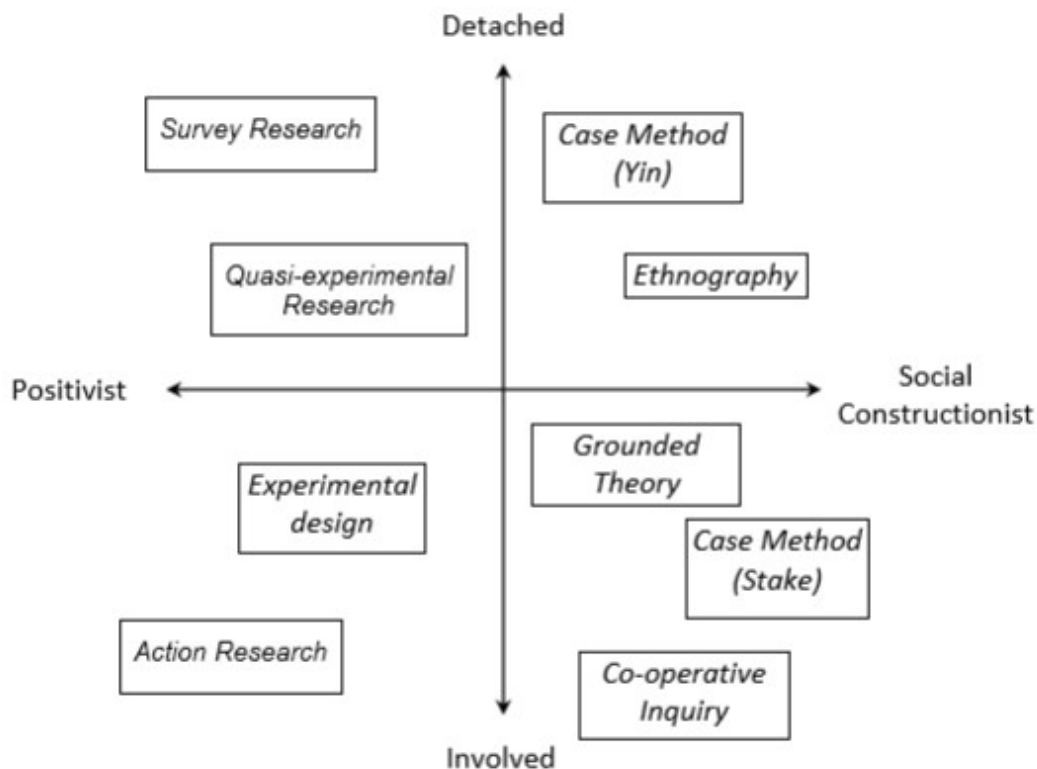 Detached
Survey Research
Case Method
(Yin)
Quasi-experimental
Research
Ethnography
Positivist
Social
Constructionist
Grounded
Theory
Experimental
design
Case Method
(Stake)
Action Research
Co-operative
Inquiry
Involved